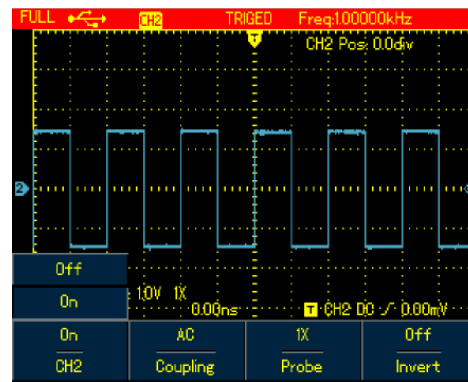 FULL CH2 TRIGED Freq:1.00000kHz
T
CH2 Pos: 0.0div
2
Off
On
1.0V 1X
0.00ns T CH2 DC 0.00mV
On AC 1X Off
CH2 Coupling Probe Invert